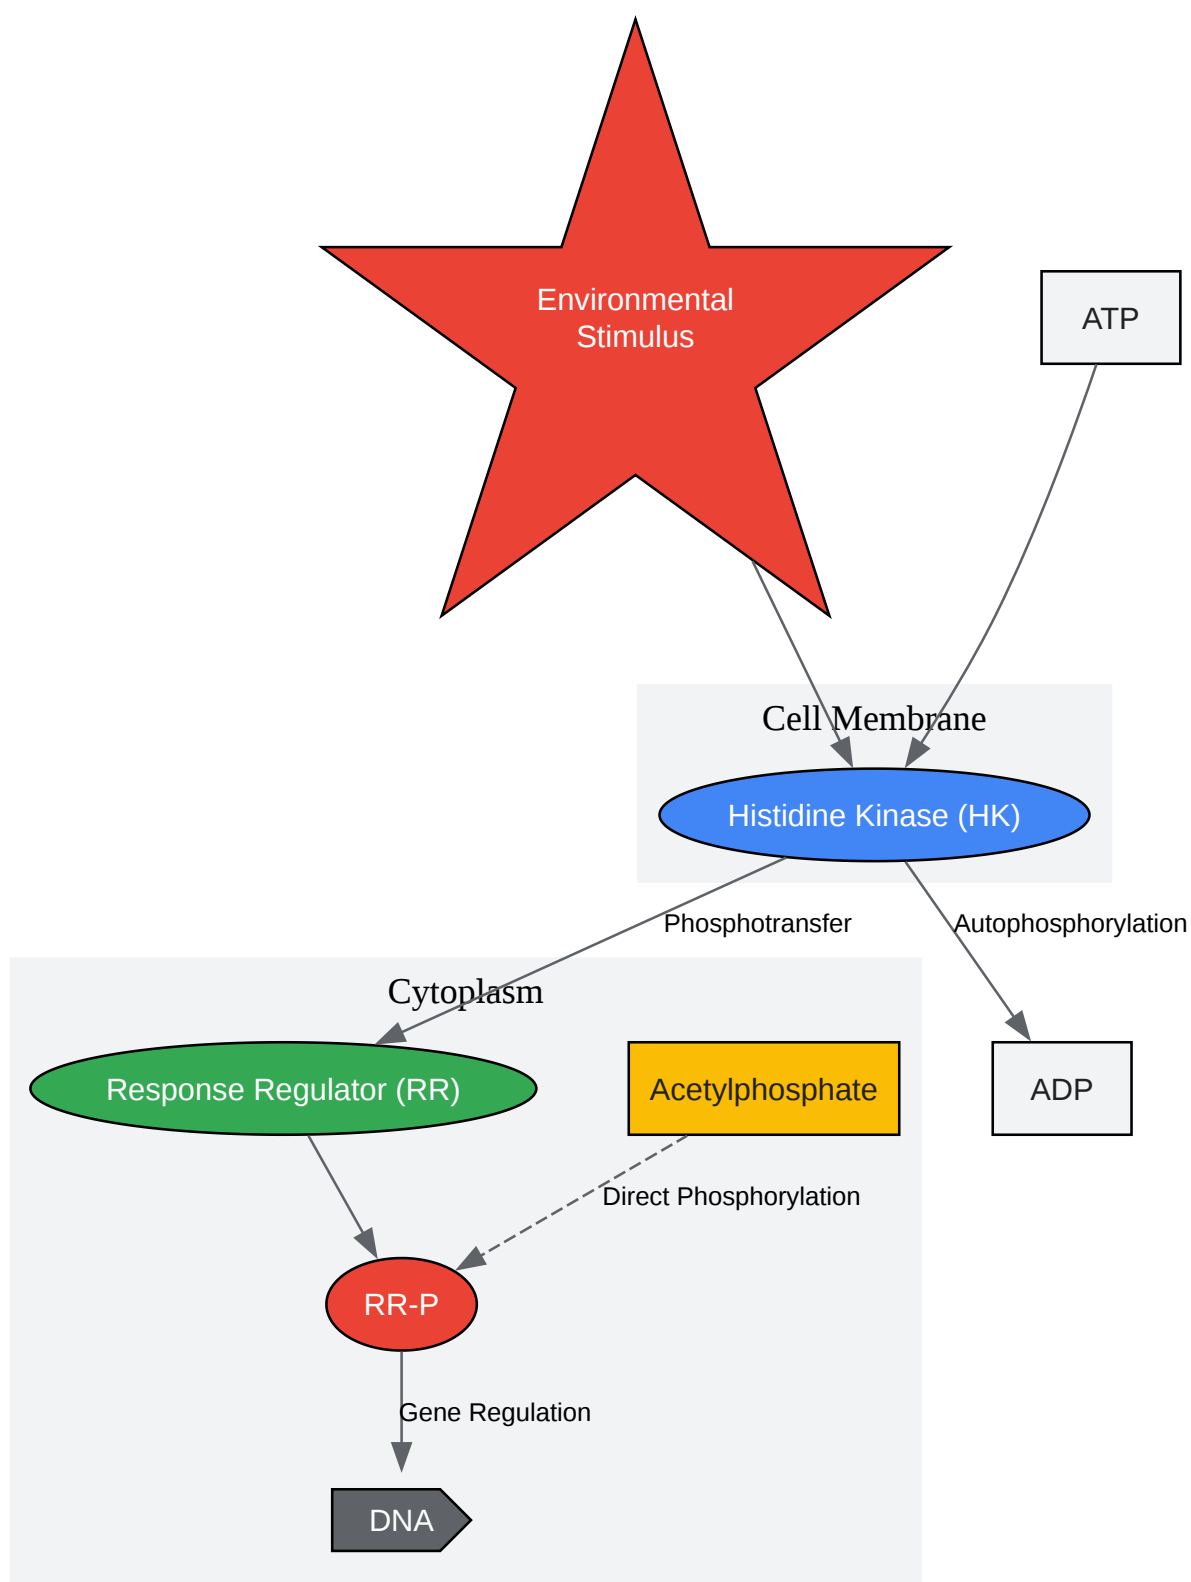 Environmental
Stimulus
ATP
Cell Membrane
Histidine Kinase (HK)
Phosphotransfer
Autophosphorylation
Cytoplasm
Response Regulator (RR)
Acetylphosphate
ADP
Direct Phosphorylation
RR-P
Gene Regulation
DNA